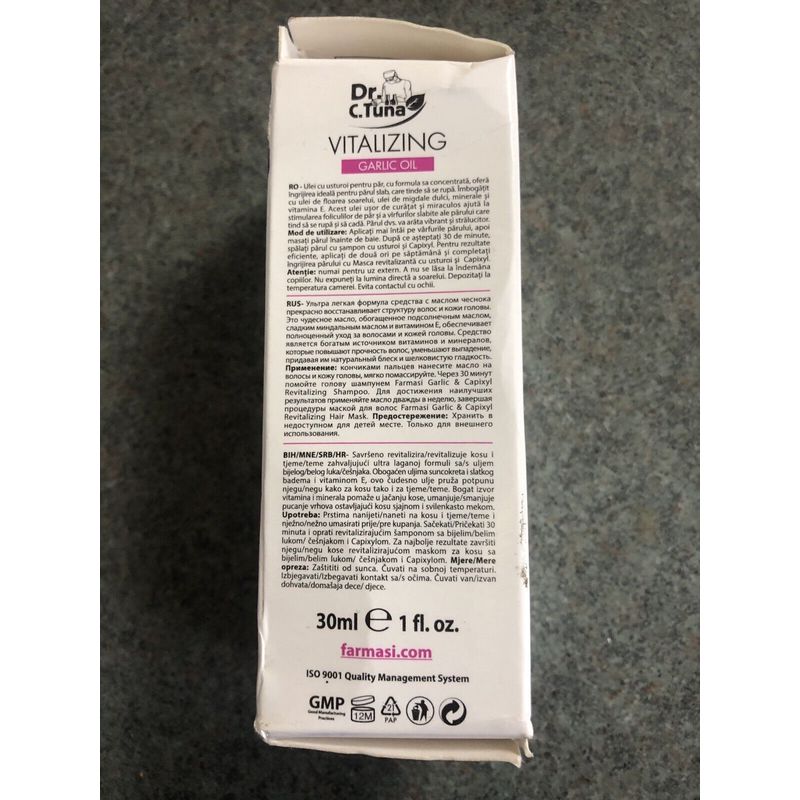 Dr.
C.Tuna
VITALIZING
GARLIC OIL
RO- Ulei cu usturoi pentru păr, cu formula sa concentrată, oferă
îngrijirea ideală pentru părul slab, care tinde să se rupă. Îmbogățit
cu ulei de floarea soarelui, ulei de migdale dulci, minerale și
vitamina E. Acest ulei ușor de curățat și miraculos ajută la
stimularea foliculilor de păr și a vîrfurilor slabite ale părului care
tind să se rupă și să cadă. Părul dvs. va arăta vibrant și strălucitor.
Mod de utilizare: Aplicați mai întâi pe vârfurile părului, apoi
masați părul înainte de baie. După ce așteptați 30 de minute,
spălați părul cu șampon cu usturoi și Capixyl. Pentru rezultate
eficiente, aplicați de două ori pe săptămână și completați
îngrijirea părului cu Masca revitalizantă cu usturoi și Capixyl.
Atenție: numai pentru uz extern. A nu se lăsa la îndemâna
copiilor. Nu expuneți la lumina directă a soarelui. Depozitați la
temperatura camerei. Evita contactul cu ochii.
RUS- Ультра легкая формула средства с маслом чеснока
прекрасно восстанавливает структуру волос и кожи головы.
Это чудесное масло, обогащенное подсолнечным маслом,
сладким миндальным маслом и витамином Е, обеспечивает
полноценный уход за волосами и кожей головы. Средство
является богатым источником витаминов и минералов,
которые повышают прочность волос, уменьшают выпадение,
придавая им натуральный блеск и шелковистую гладкость.
Применение: кончиками пальцев нанесите масло на
волосы и кожу головы, мягко помассируйте. Через 30 минут
помойте голову шампунем Farmasi Garlic & Capixyl
Revitalizing Shampoo. Для достижения наилучших
результатов применяйте масло дважды в неделю, завершая
процедуры маской для волос Farmasi Garlic & Capixyl
Revitalizing Hair Mask. Предостережение: Хранить в
недоступном для детей месте. Только для внешнего
использования.
BIH/MNE/SRB/HR- Savršeno revitalizira/revitalizuje kosu i
tjeme/teme zahvaljujući ultra laganoj formuli sa/s uljem
bijelog/belog luka/češnjaka. Obogaćen uljima suncokreta i slatkog
badema i vitaminom E, ovo čudesno ulje pruža potpunu
njegu/negu kako za kosu tako i za tjeme/teme. Bogat izvor
vitamina i minerala pomaže u jačanju kose, umanjuje/smanjuje
pucanje vrhova ostavljajući kosu sjajnom i svilenkasto mekom.
Upotreba: Prstima nanijeti/naneti na kosu i tjeme/teme i
nježno/nežno umasirati prije/pre kupanja. Sačekati/Pričekati 30
minuta i oprati revitalizirajućim šamponom sa bijelim/belim
lukom/ češnjakom i Capixylom. Za najbolje rezultate završiti
njegu/negu kose revitalizirajućom maskom za kosu sa
bijelim/belim lukom/ češnjakom i Capixylom. Mjere/Mere
opreza: Zaštititi od sunca. Čuvati na sobnoj temperaturi.
Izbjegavati/Izbegavati kontakt sa/s očima. Čuvati van/izvan
dohvata/domašaja dece/ djece.
30ml e 1 fl. oz.
farmasi.com
ISO 9001 Quality Management System
GMP
Good Manufacturing
Practices
12M
21
PAP